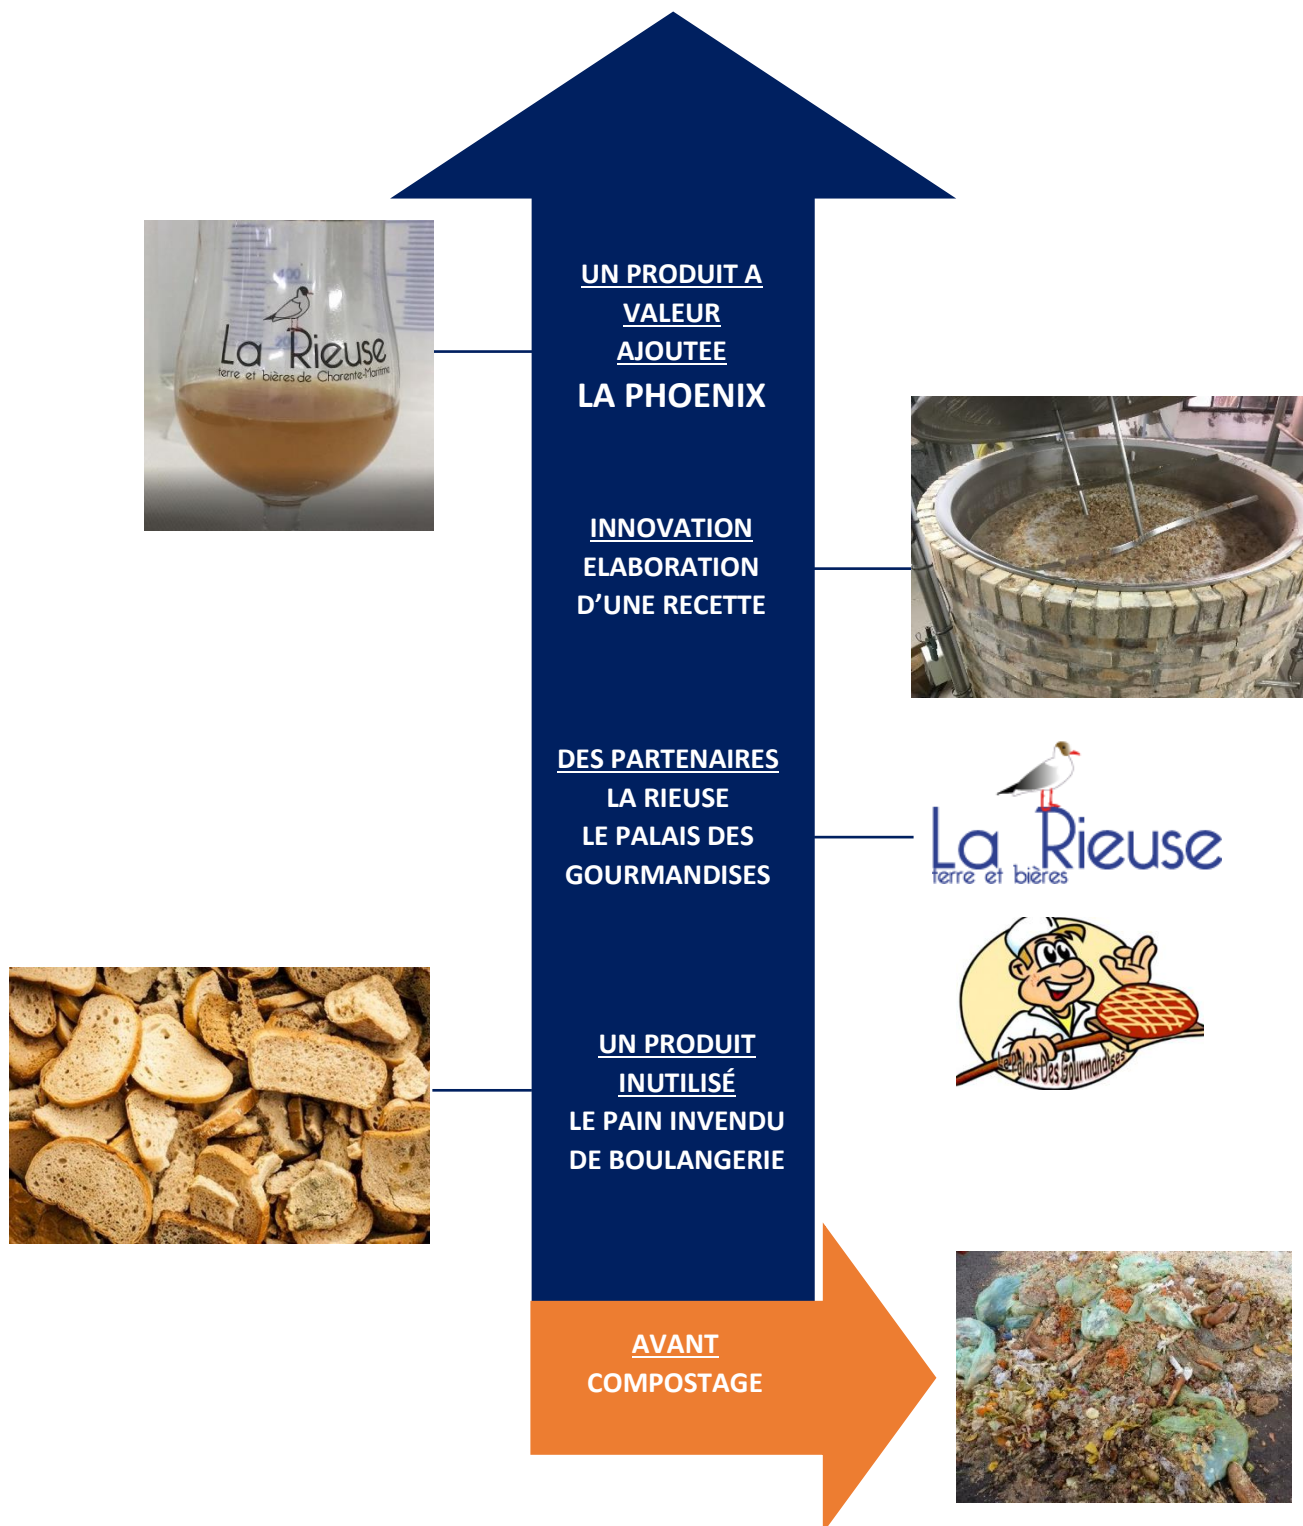 UN PRODUIT A
VALEUR
AJOUTEE
LA PHOENIX
400
200
La Rieuse
terre et bières de Charente-Maritime
INNOVATION
ELABORATION
D'UNE RECETTE
DES PARTENAIRES
LA RIEUSE
LE PALAIS DES
GOURMANDISES
La Rieuse
terre et bières
Le Palais Des Gourmandises
UN PRODUIT
INUTILISÉ
LE PAIN INVENDU
DE BOULANGERIE
AVANT
COMPOSTAGE